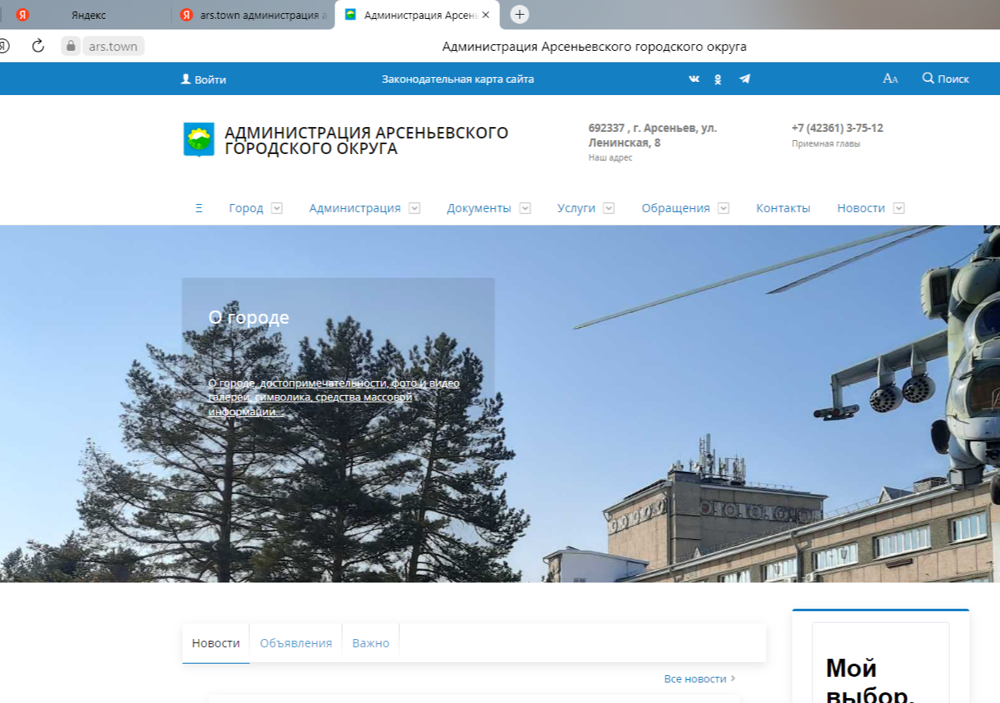 Яндекс
ars.town администрация а
Администрация Арсень
ars.town
Администрация Арсеньевского городского округа
Войти
Законодательная карта сайта
Поиск
АДМИНИСТРАЦИЯ АРСЕНЬЕВСКОГО
ГОРОДСКОГО ОКРУГА
692337 , г. Арсеньев, ул.
Ленинская, 8
Наш адрес
+7 (42361) 3-75-12
Приемная главы
Город
Администрация
Документы
Услуги
Обращения
Контакты
Новости
О городе
О городе, достопримечательности, фото и видео
галереи, символика, средства массовой
информации...
Новости
Объявления
Важно
Все новости
Мой
выбор.